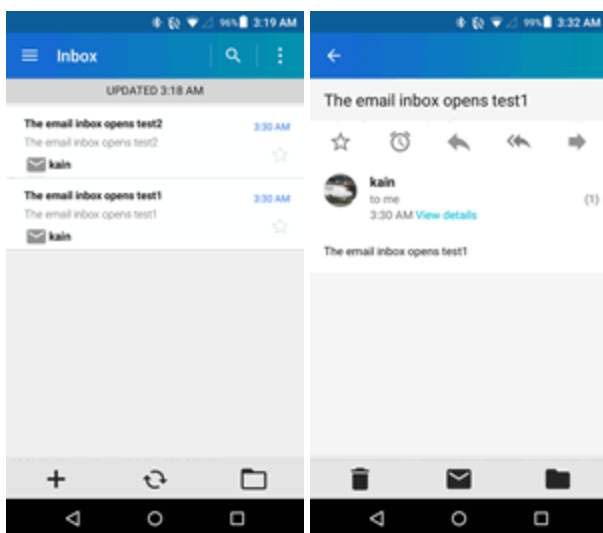 96% 3:19 AM
Inbox
UPDATED 3:18 AM
The email inbox opens test2
3:30 AM
The email inbox opens test2
kain
The email inbox opens test1
3:30 AM
The email inbox opens test1
kain
99% 3:32 AM
The email inbox opens test1
kain
to me
(1)
3:30 AM View details
The email inbox opens test1